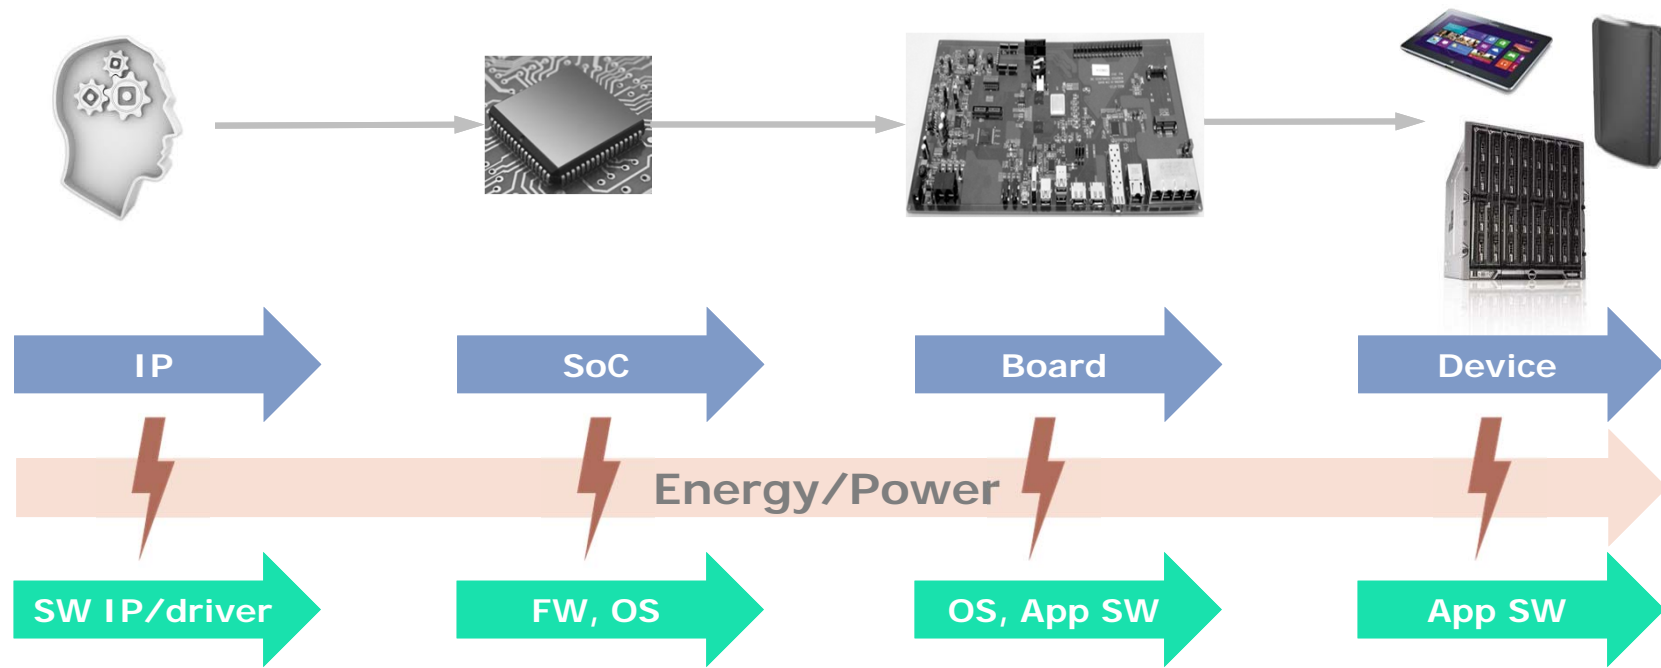 IP
SoC
Board
Device
Energy/Power
SW IP/driver
FW, OS
OS, App SW
App SW